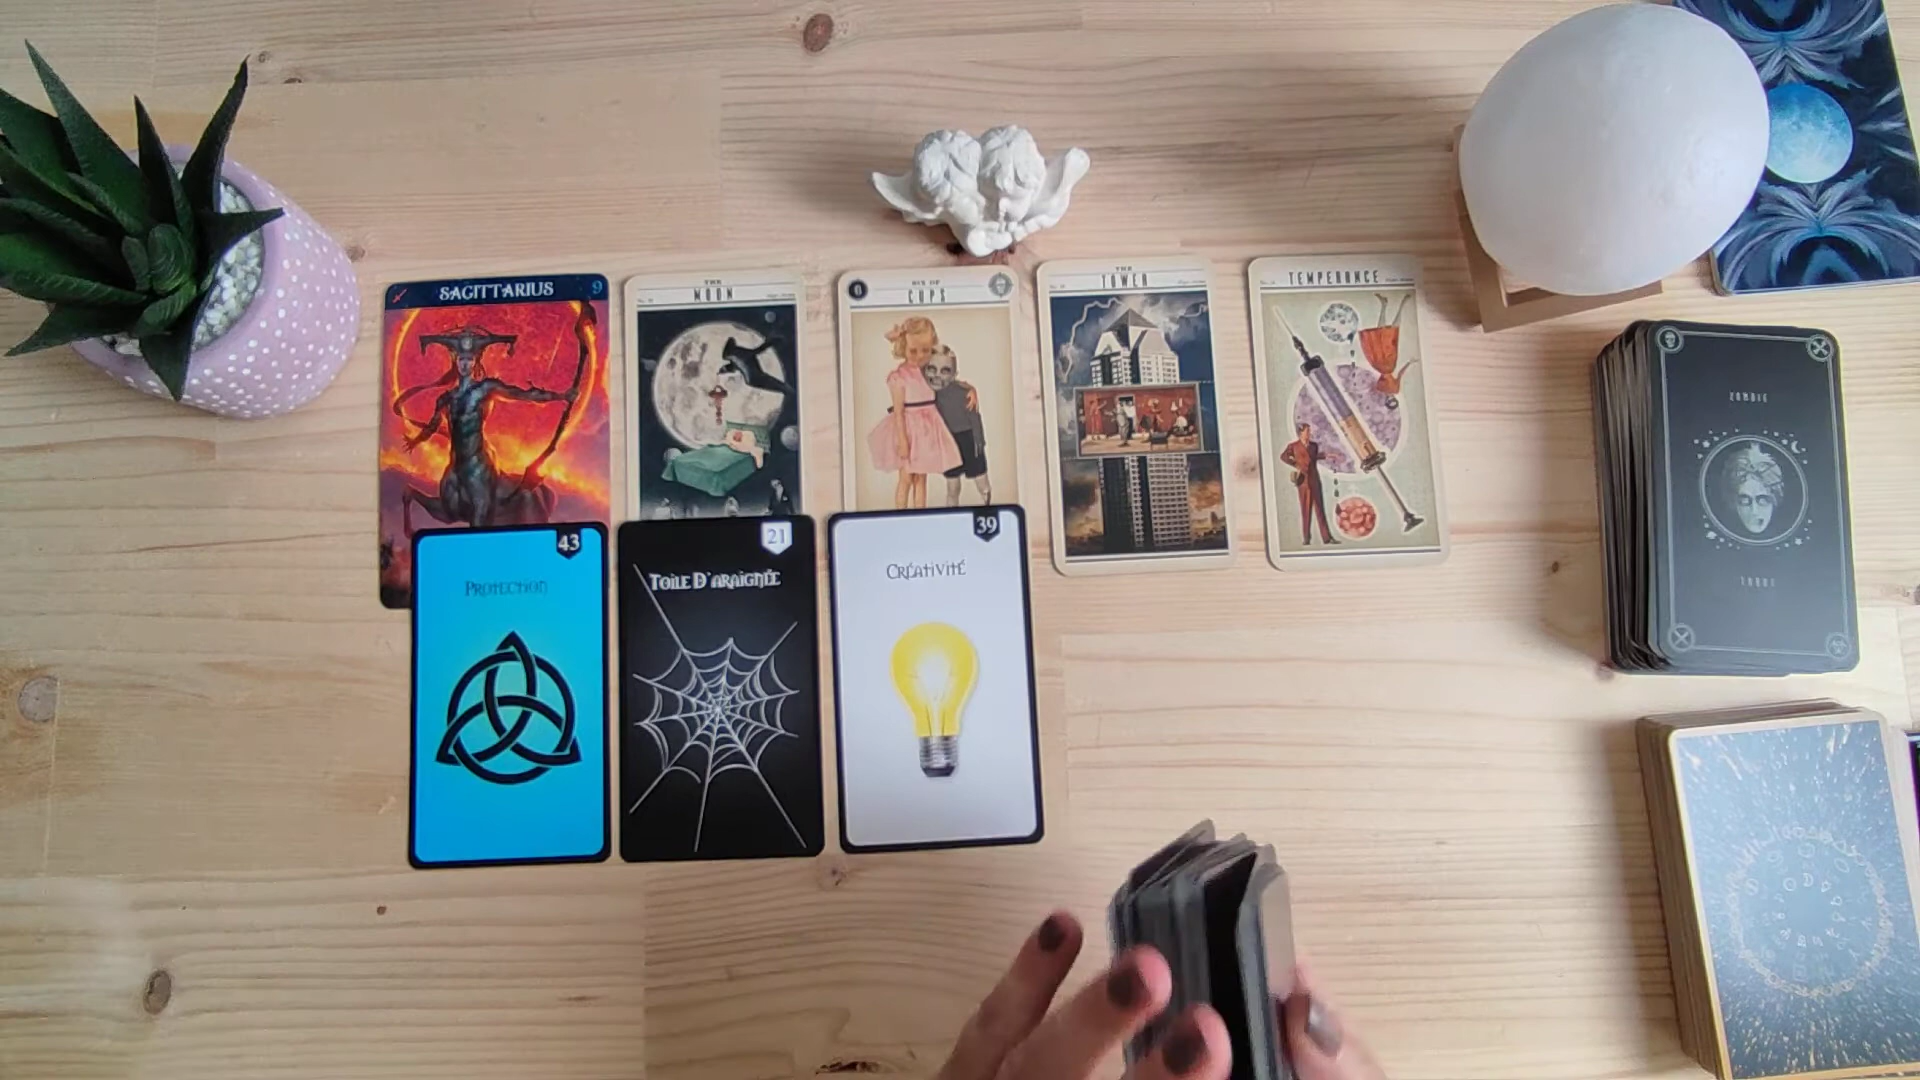 SAGITTARIUS 9
THE
MOON
6
SIX OF
CUPS
THE
TOWER
TEMPERANCE
43
PROTECTION
21
TOILE D'ARAIGNÉE
39
CRÉATIVITÉ
ZOMBIE
TAROT